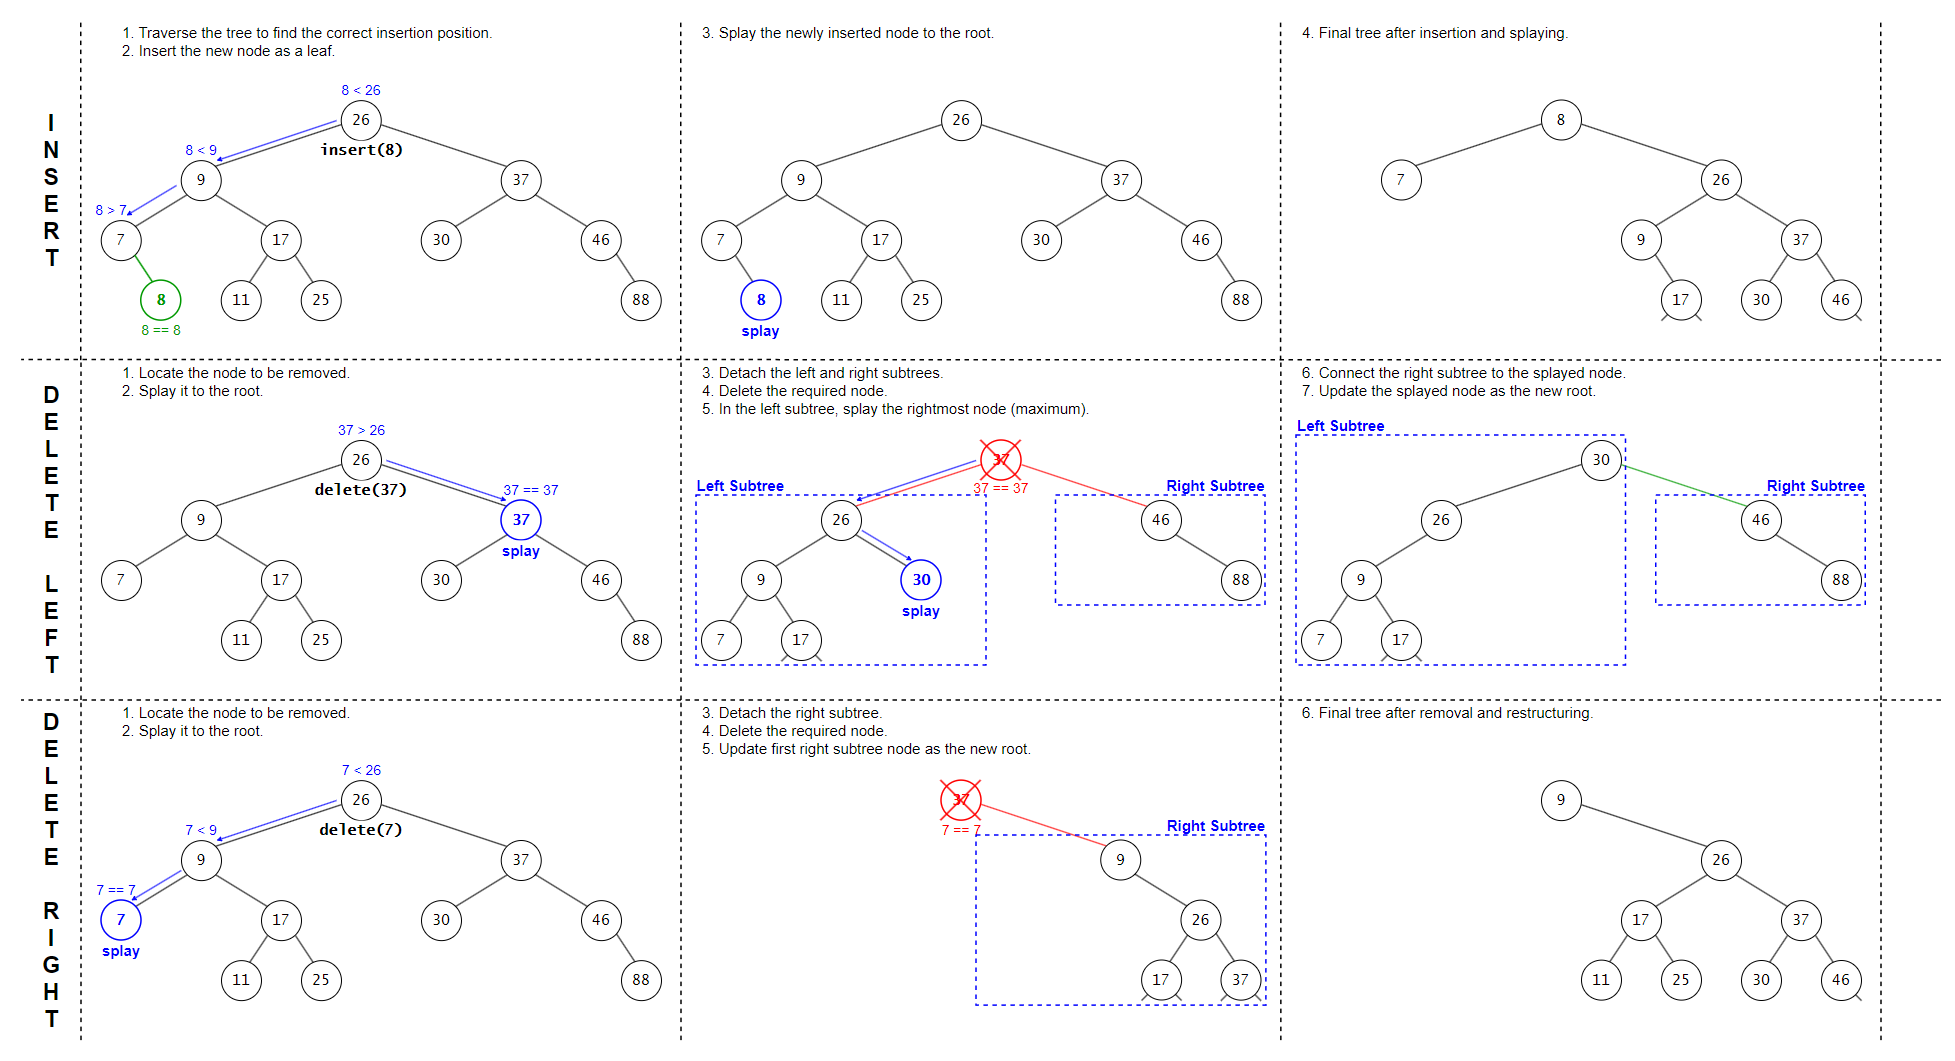 INSERT
1. Traverse the tree to find the correct insertion position.
2. Insert the new node as a leaf.
8 < 26
26
insert(8)
8 < 9
9
37
8 > 7
7
17
30
46
8
11
25
88
8 == 8
3. Splay the newly inserted node to the root.
26
9
37
7
17
30
46
8
11
25
88
splay
4. Final tree after insertion and splaying.
8
7
26
9
37
17
30
46
DELETE LEFT
1. Locate the node to be removed.
2. Splay it to the root.
37 > 26
26
delete(37)
37 == 37
9
37
splay
7
17
30
46
11
25
88
3. Detach the left and right subtrees.
4. Delete the required node.
5. In the left subtree, splay the rightmost node (maximum).
37
37 == 37
Left Subtree
Right Subtree
26
46
9
30
88
splay
7
17
6. Connect the right subtree to the splayed node.
7. Update the splayed node as the new root.
Left Subtree
30
Right Subtree
26
46
9
88
7
17
DELETE RIGHT
1. Locate the node to be removed.
2. Splay it to the root.
7 < 26
26
delete(7)
7 < 9
9
37
7 == 7
7
17
30
46
splay
11
25
88
3. Detach the right subtree.
4. Delete the required node.
5. Update first right subtree node as the new root.
37
7 == 7
Right Subtree
9
26
17
37
6. Final tree after removal and restructuring.
9
26
17
37
11
25
30
46